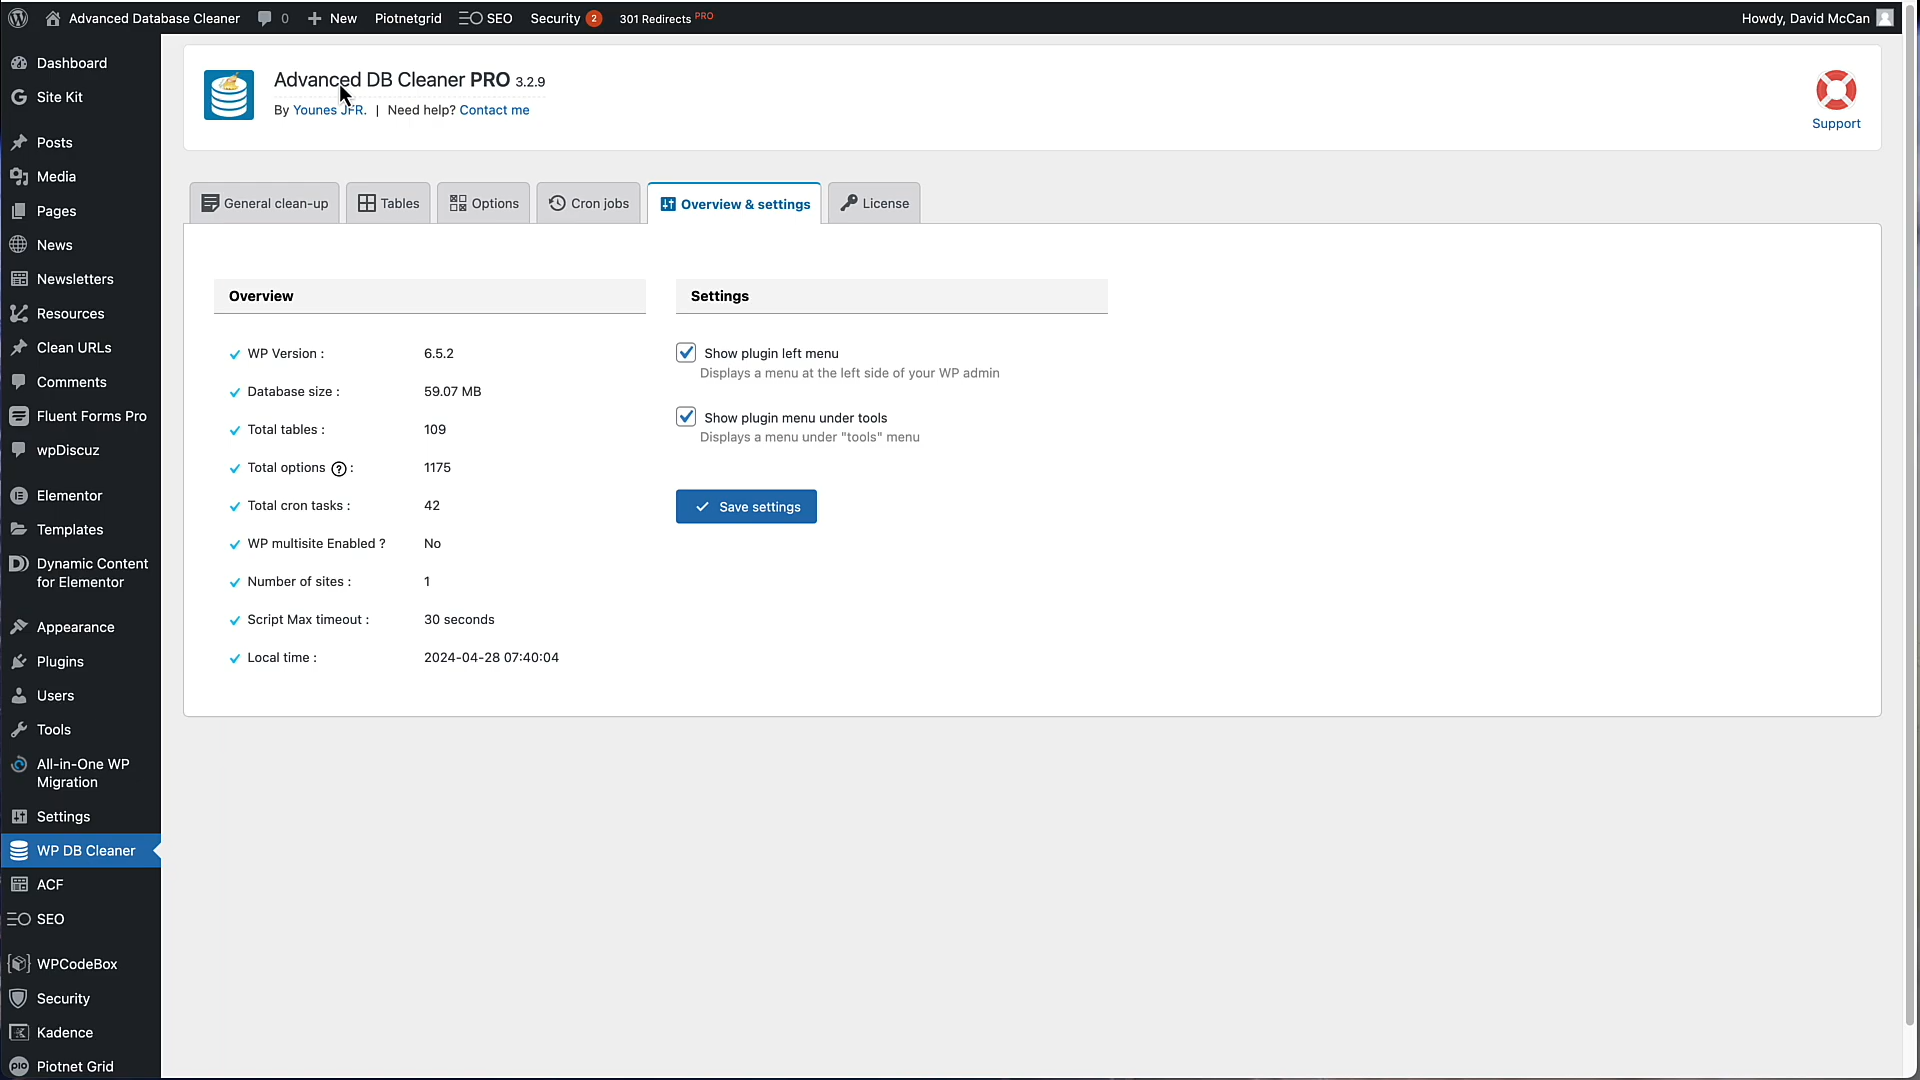 Advanced Database Cleaner 0 New Piotnetgrid SEO Security 2 301 Redirects PRO Howdy, David McCan
Dashboard
Site Kit
Posts
Media
Pages
News
Newsletters
Resources
Clean URLs
Comments
Fluent Forms Pro
wpDiscuz
Elementor
Templates
Dynamic Content
for Elementor
Appearance
Plugins
Users
Tools
All-in-One WP
Migration
Settings
WP DB Cleaner
ACF
SEO
WPCodeBox
Security
Kadence
Piotnet Grid
Advanced DB Cleaner PRO 3.2.9
By Younes JFR. | Need help? Contact me
Support
General clean-up Tables Options Cron jobs Overview & settings License
Overview
WP Version : 6.5.2
Database size : 59.07 MB
Total tables : 109
Total options ? : 1175
Total cron tasks : 42
WP multisite Enabled ? No
Number of sites : 1
Script Max timeout : 30 seconds
Local time : 2024-04-28 07:40:04
Settings
Show plugin left menu
Displays a menu at the left side of your WP admin
Show plugin menu under tools
Displays a menu under "tools" menu
Save settings